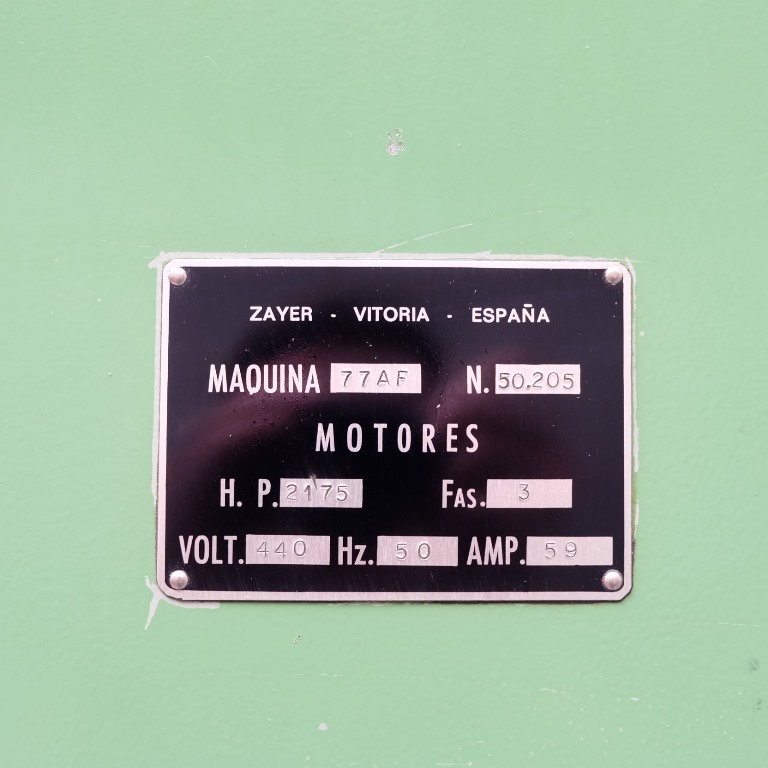 ZAYER - VITORIA - ESPAÑA
MAQUINA 77AF N. 50.205
MOTORES
H. P. 2175 FAS. 3
VOLT. 440 Hz. 50 AMP. 59